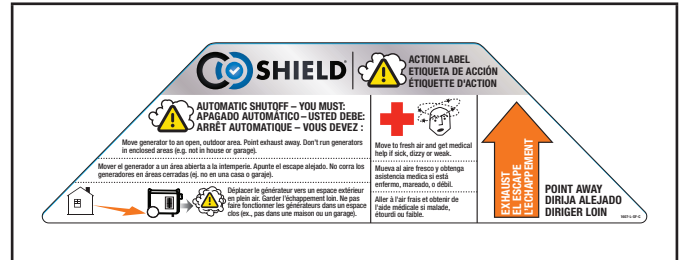 CO SHIELD®
ACTION LABEL
ETIQUETA DE ACCIÓN
ÉTIQUETTE D'ACTION
AUTOMATIC SHUTOFF – YOU MUST:
APAGADO AUTOMÁTICO – USTED DEBE:
ARRÊT AUTOMATIQUE – VOUS DEVEZ :
Move generator to an open, outdoor area. Point exhaust away. Don't run generators
in enclosed areas (e.g. not in house or garage).
Mover el generador a un área abierta a la intemperie. Apunte el escape alejado. No corra los
generadores en áreas cerradas (ej. no en una casa o garaje).
Déplacer le générateur vers un espace extérieur
en plein air. Garder l'échappement loin. Ne pas
faire fonctionner les générateurs dans un espace
clos (ex., pas dans une maison ou un garage).
Move to fresh air and get medical
help if sick, dizzy or weak.
Mueva al aire fresco y obtenga
asistencia medica si está
enfermo, mareado, o débil.
Aller à l'air frais et obtenir de
l'aide médicale si malade,
étourdi ou faible.
EXHAUST
EL ESCAPE
L'ECHAPPEMENT
POINT AWAY
DIRIJA ALEJADO
DIRIGER LOIN